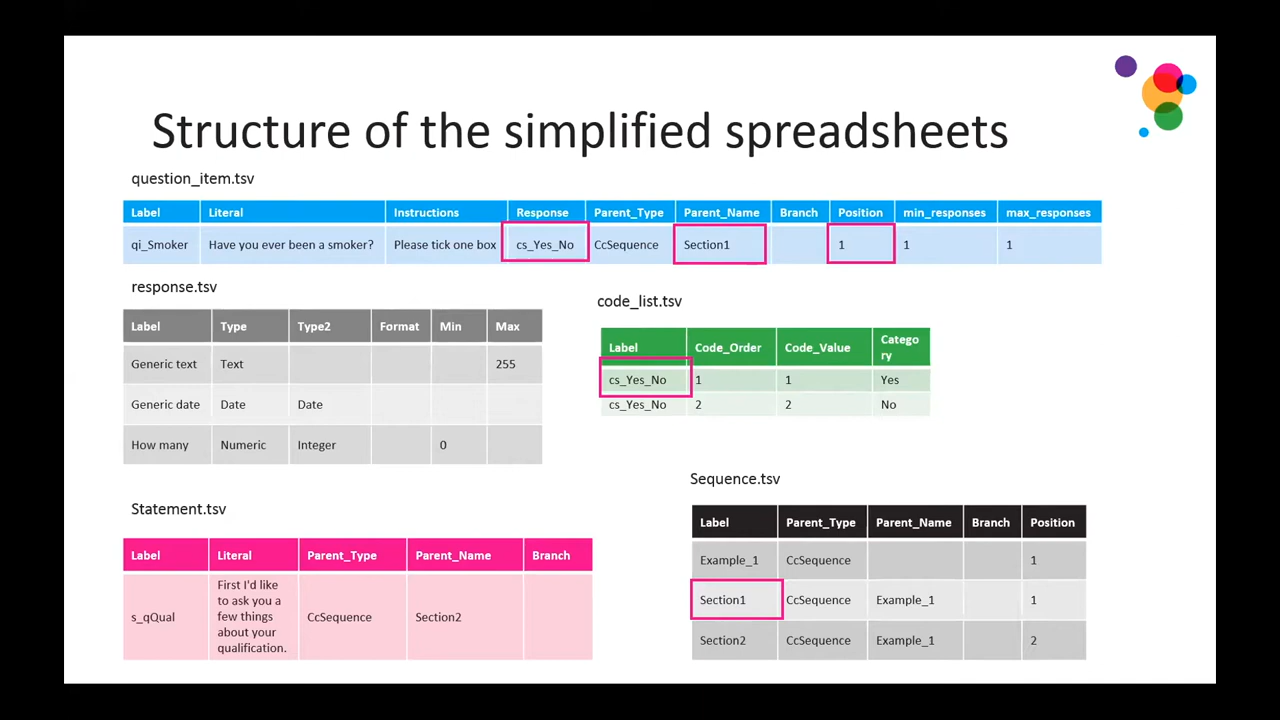 Structure of the simplified spreadsheets
question_item.tsv
Label Literal Instructions Response Parent_Type Parent_Name Branch Position min_responses max_responses
qi_Smoker Have you ever been a smoker? Please tick one box cs_Yes_No CcSequence Section1 1 1 1
response.tsv
Label Type Type2 Format Min Max
Generic text Text 255
Generic date Date Date
How many Numeric Integer 0
code_list.tsv
Label Code_Order Code_Value Catego
ry
cs_Yes_No 1 1 Yes
cs_Yes_No 2 2 No
Statement.tsv
Label Literal Parent_Type Parent_Name Branch
s_qQual First I'd like
to ask you a
few things
about your
qualification.
CcSequence Section2
Sequence.tsv
Label Parent_Type Parent_Name Branch Position
Example_1 CcSequence 1
Section1 CcSequence Example_1 1
Section2 CcSequence Example_1 2